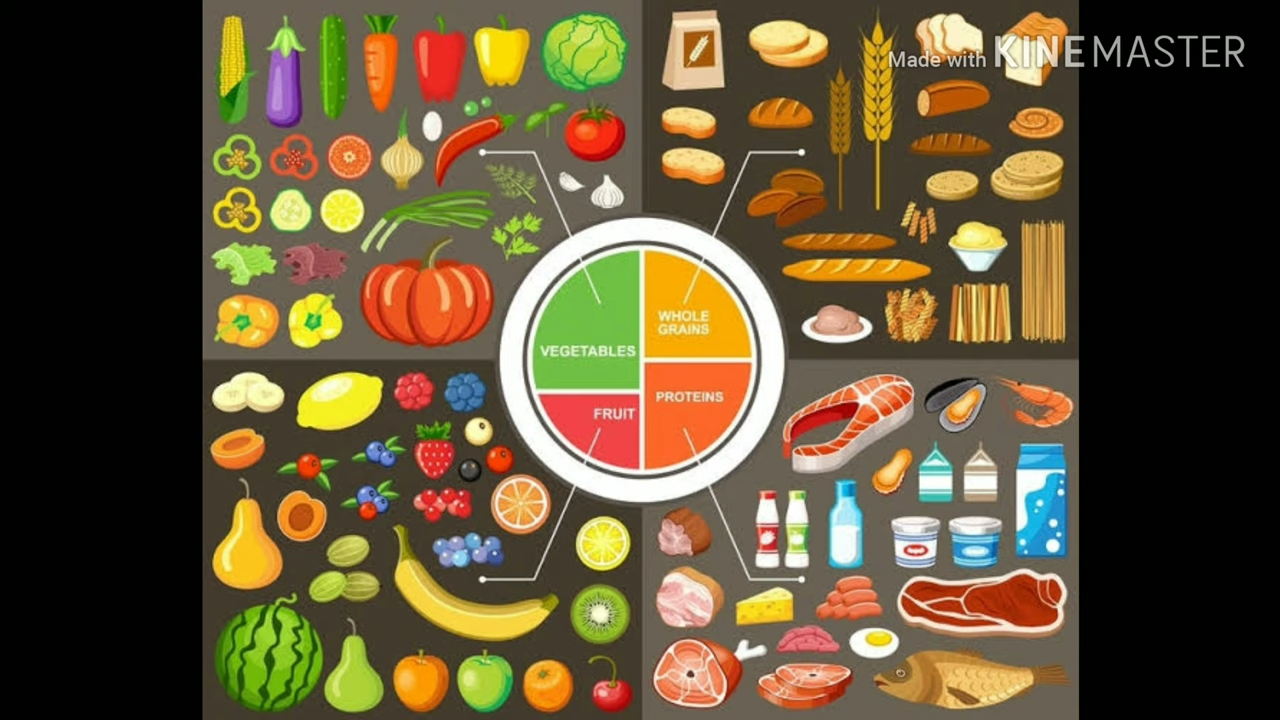 Made with KINEMASTER
WHOLE
GRAINS
VEGETABLES
PROTEINS
FRUIT